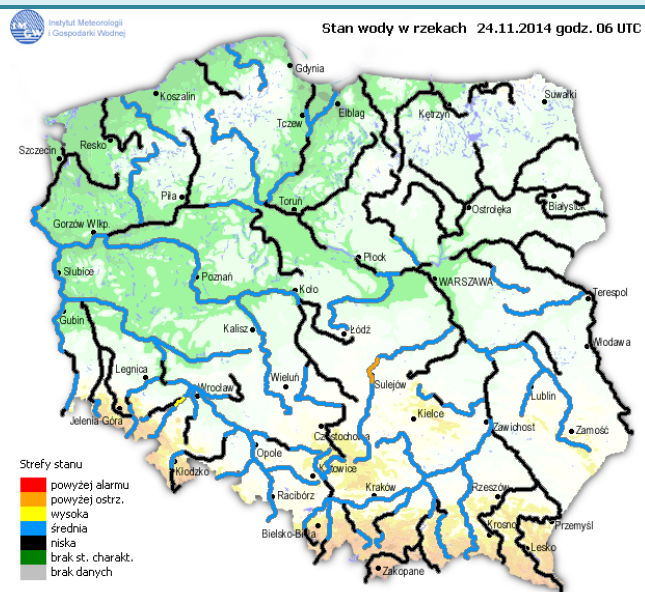 Instytut Meteorologii
i Gospodarki Wodnej
Stan wody w rzekach 24.11.2014 godz. 06 UTC
Gdynia
Koszalin
Suwałki
Elbląg
Kętrzyn
Tczew
Resko
Szczecin
Piła
Toruń
Ostrołęka
Białystok
Gorzów Wlkp.
Płock
Słubice
Poznań
WARSZAWA
Koło
Terespol
Gubin
Kalisz
Łódź
Włodawa
Legnica
Wrocław
Wieluń
Sulejów
Lublin
Jelenia Góra
Kielce
Zawichost
Zamość
Częstochowa
Opole
Kłodzko
Katowice
Racibórz
Kraków
Rzeszów
Bielsko-Biała
Krosno
Przemyśl
Lesko
Zakopane
Strefy stanu
powyżej alarmu
powyżej ostrz.
wysoka
średnia
niska
brak st. charakt.
brak danych